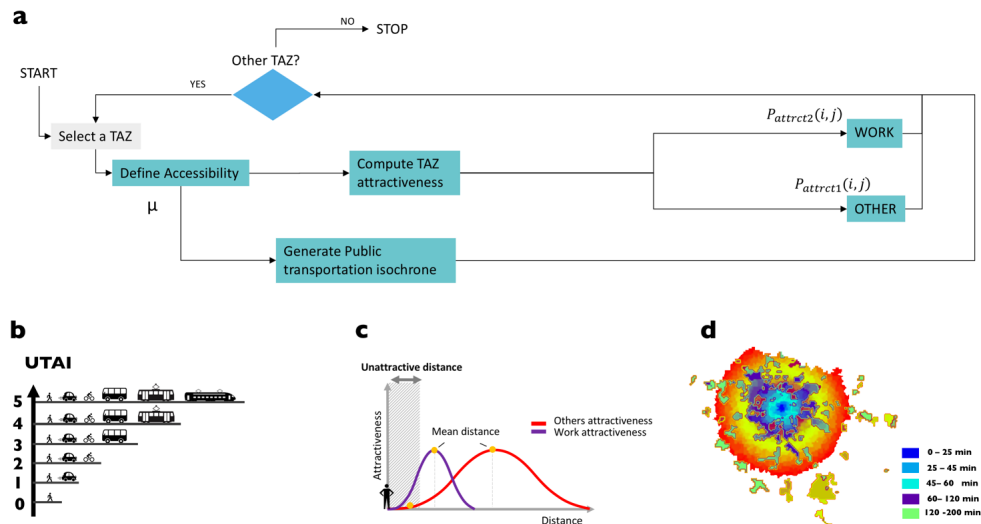 a
NO
STOP
Other TAZ?
START
YES
Select a TAZ
P_attrct2(i, j)
WORK
Compute TAZ
attractiveness
Define Accessibility
P_attrct1(i, j)
OTHER
μ
Generate Public
transportation isochrone
b
UTAI
5
4
3
2
1
0
c
Unattractive distance
Attractiveness
Mean distance
Others attractiveness
Work attractiveness
Distance
d
0 – 25 min
25 – 45 min
45– 60 min
60– 120 min
120 -200 min